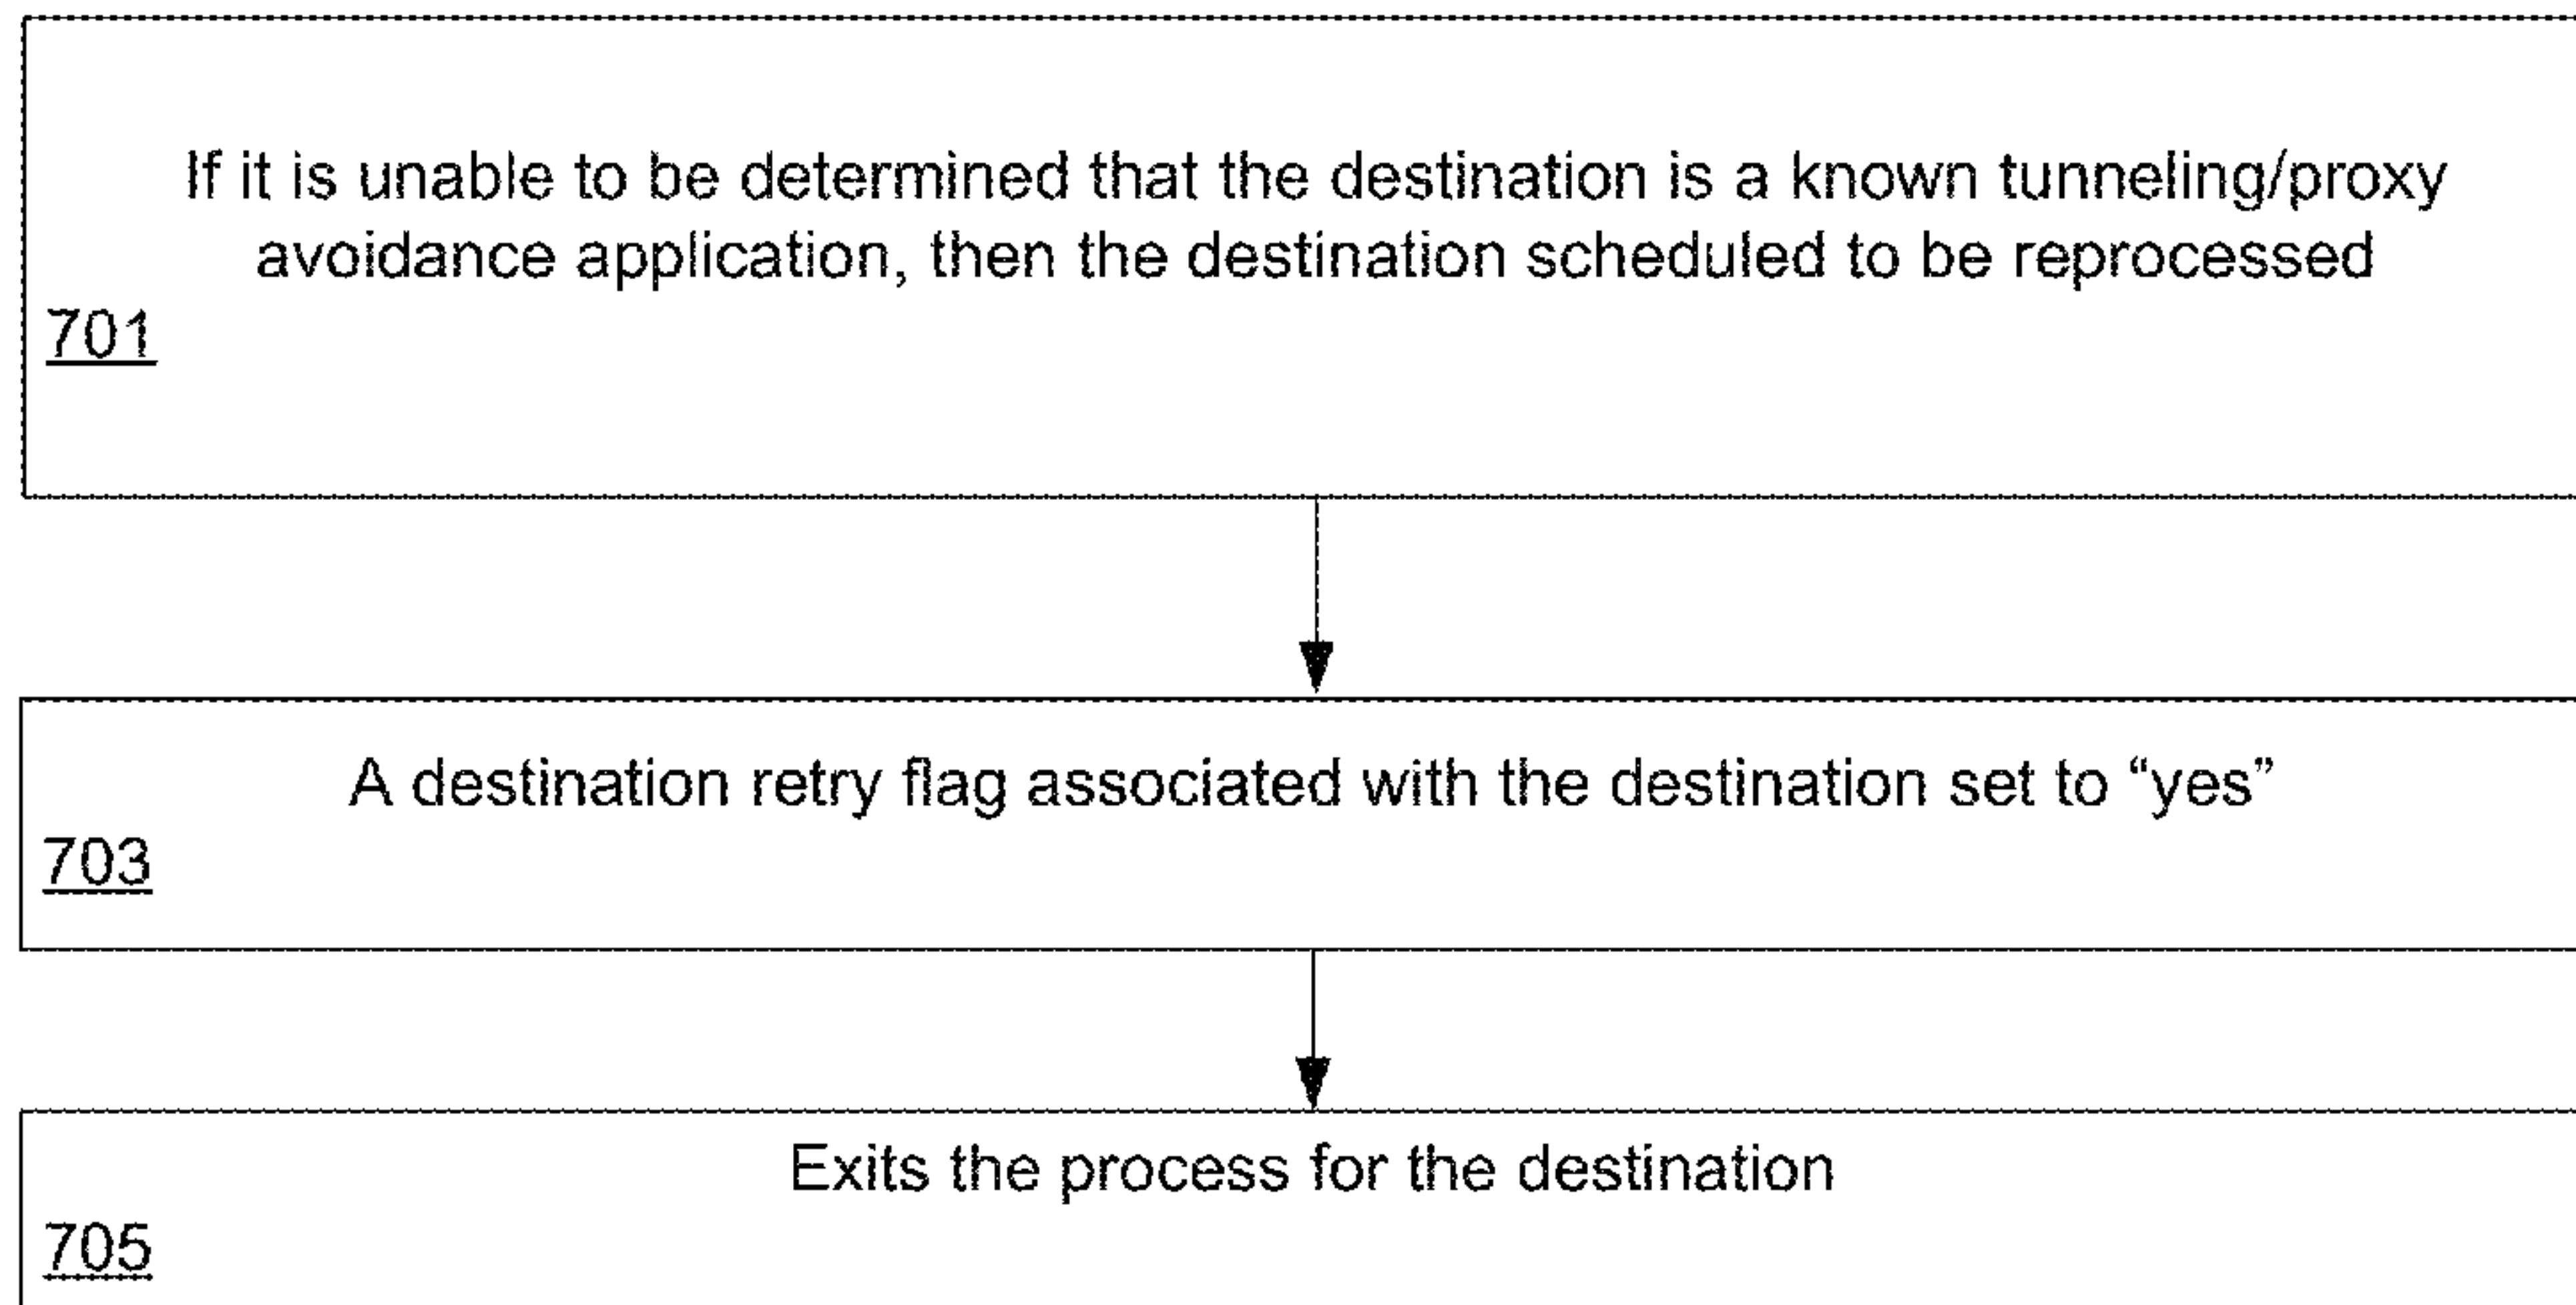 If it is unable to be determined that the destination is a known tunneling/proxy
avoidance application, then the destination scheduled to be reprocessed
701
A destination retry flag associated with the destination set to “yes”
703
Exits the process for the destination
705